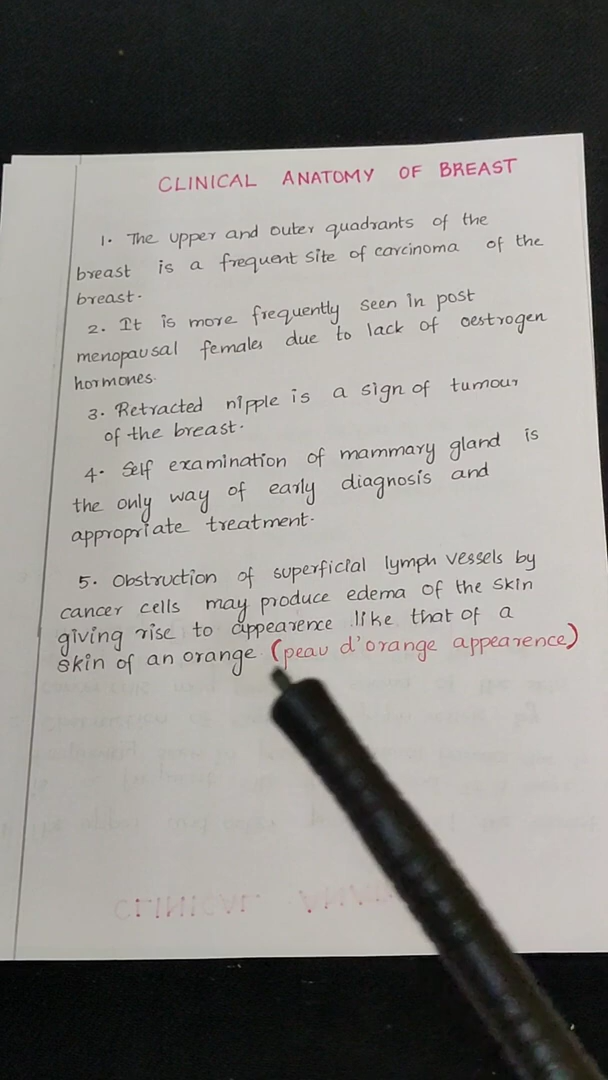 CLINICAL ANATOMY OF BREAST
1. The upper and outer quadrants of the
breast is a frequent site of carcinoma of the
breast.
2. It is more frequently seen in post
menopausal females due to lack of oestrogen
hormones.
3. Retracted nipple is a sign of tumour
of the breast.
4. Self examination of mammary gland is
the only way of early diagnosis and
appropriate treatment.
5. Obstruction of superficial lymph vessels by
cancer cells may produce edema of the skin
giving rise to appearence like that of a
skin of an orange (peau d'orange appearence)